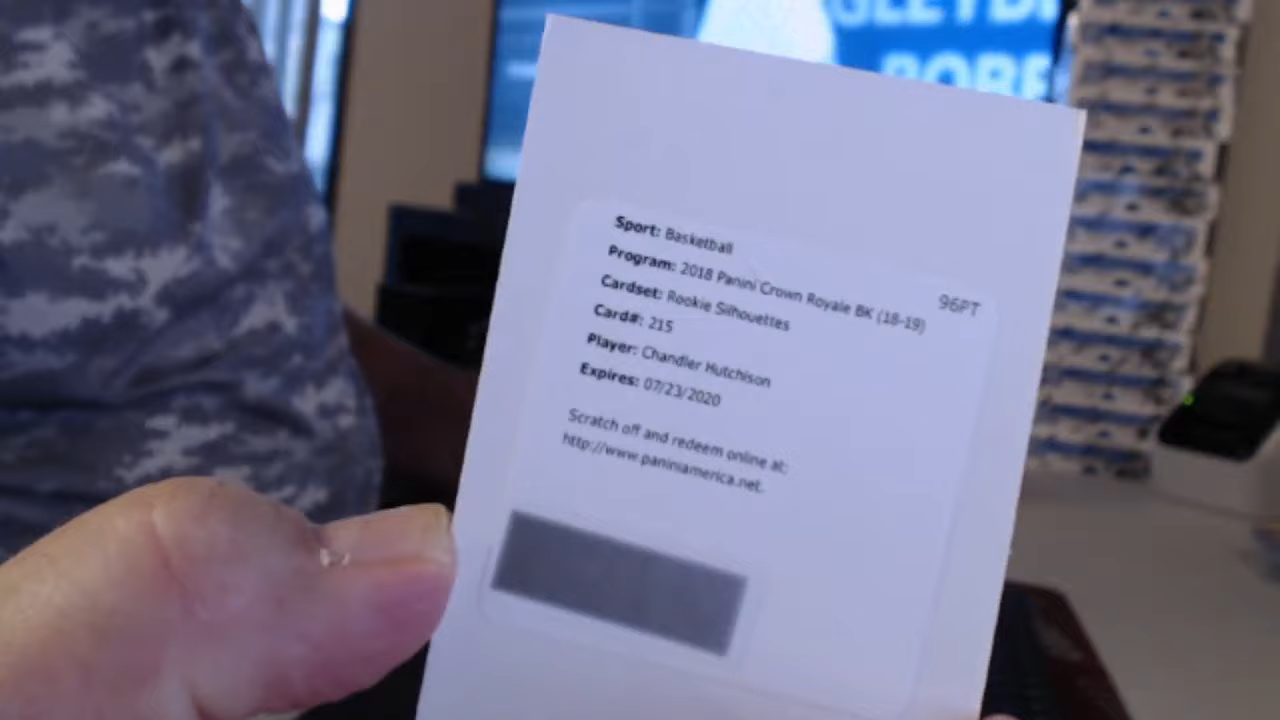 Sport: Basketball
Program: 2018 Panini Crown Royale BK (18-19)
96PT
Cardset: Rookie Silhouettes
Card#: 215
Player: Chandler Hutchison
Expires: 07/23/2020
Scratch off and redeem online at:
http://www.paniniamerica.net.